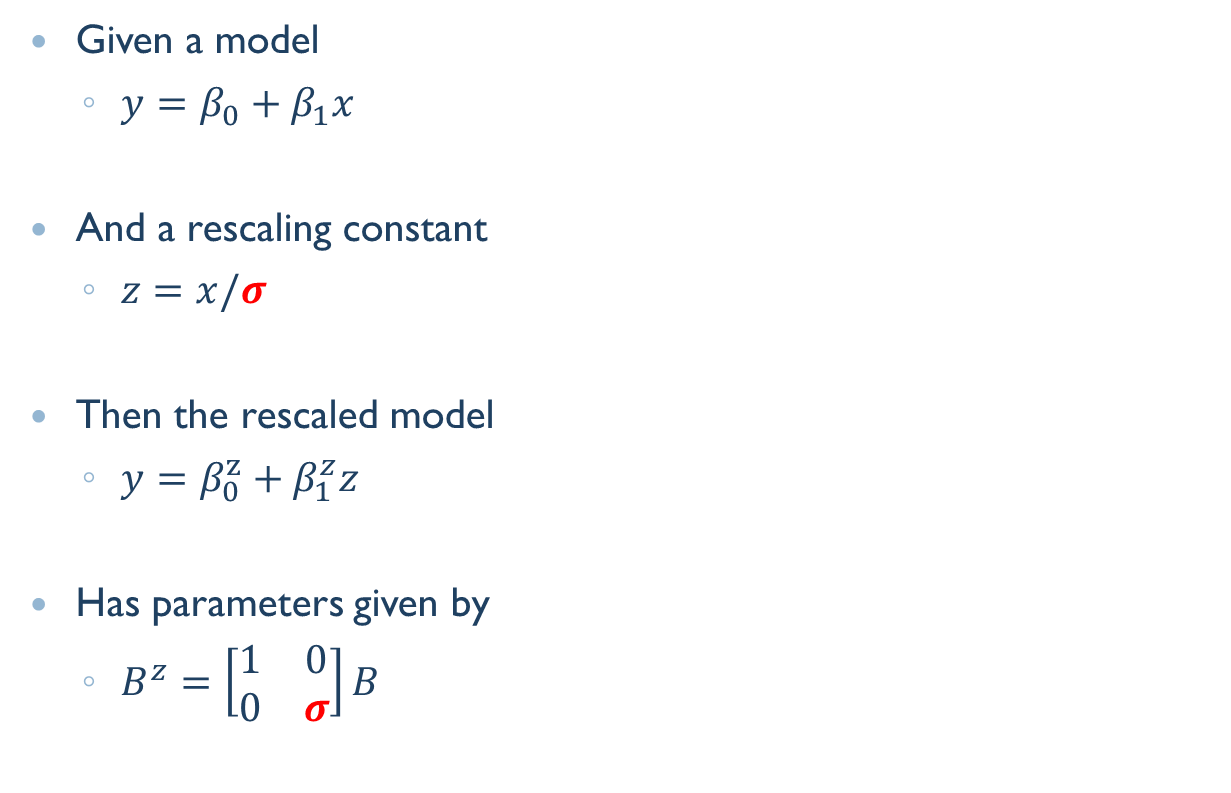 • Given a model
◦ 𝑦 = 𝛽₀ + 𝛽₁𝑥
• And a rescaling constant
◦ 𝑧 = 𝑥/𝝈
• Then the rescaled model
◦ 𝑦 = 𝛽₀ᶻ + 𝛽₁ᶻ𝑧
• Has parameters given by
◦ 𝐵ᶻ = [1 0; 0 𝝈] 𝐵